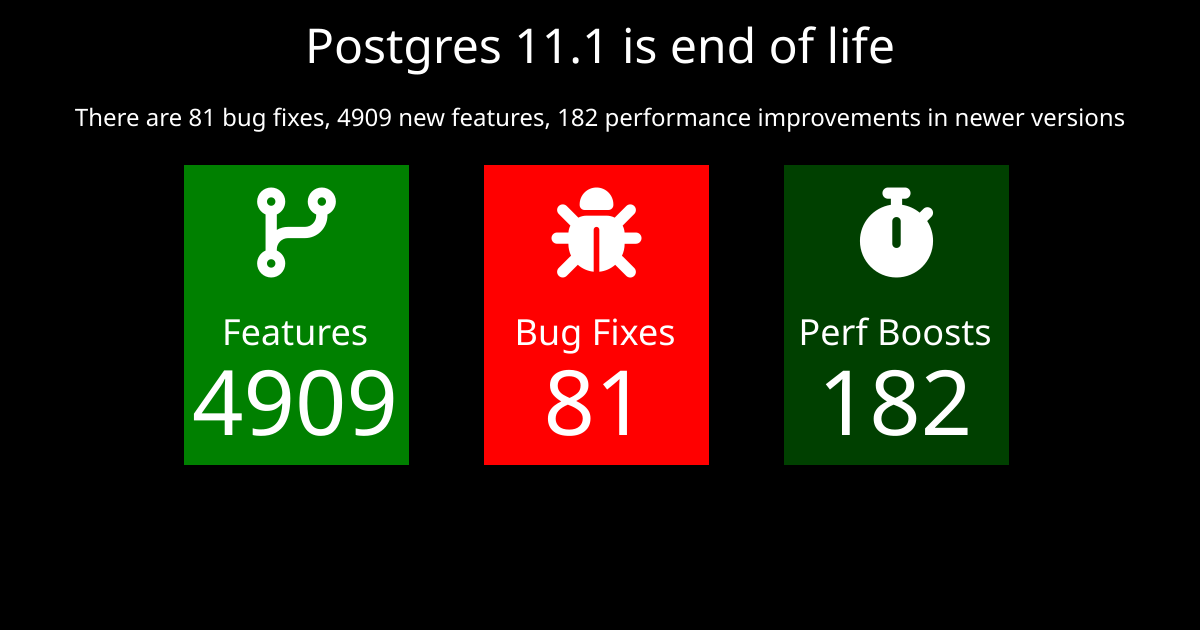 Postgres 11.1 is end of life
There are 81 bug fixes, 4909 new features, 182 performance improvements in newer versions
Features
4909
Bug Fixes
81
Perf Boosts
182